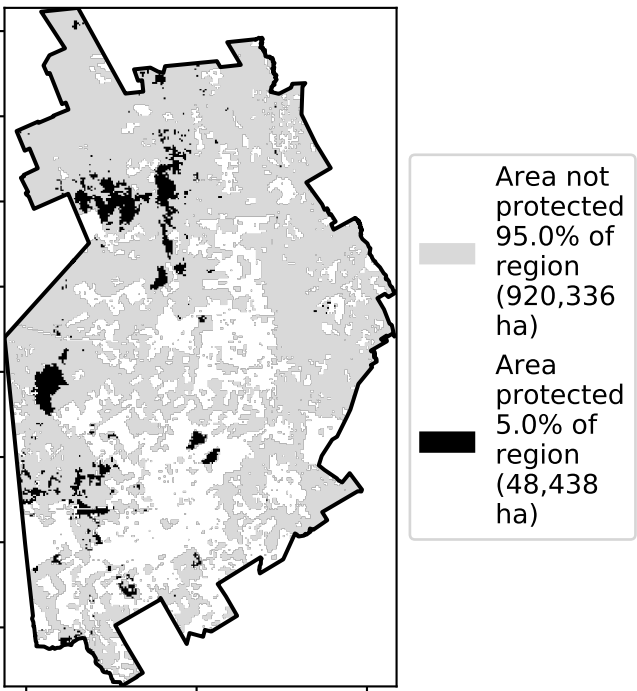 Area not
protected
95.0% of
region
(920,336
ha)
Area
protected
5.0% of
region
(48,438
ha)